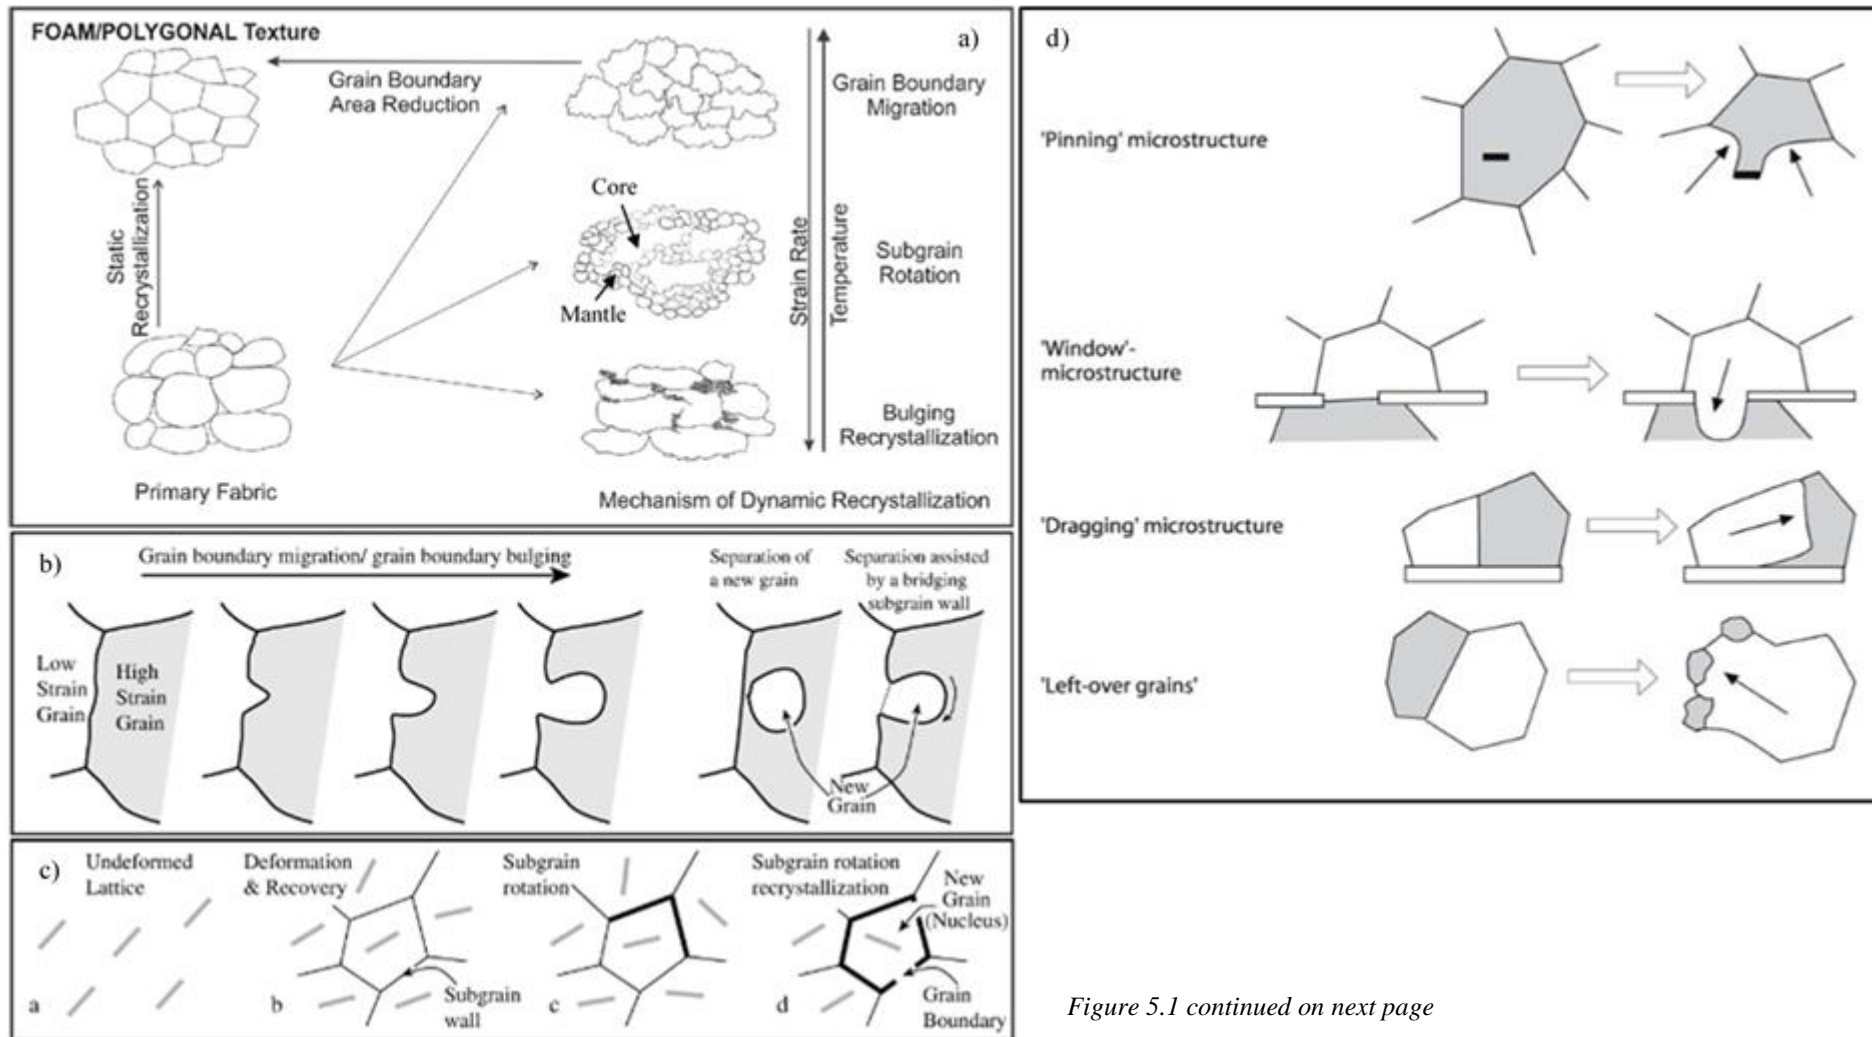 FOAM/POLYGONAL Texture
a)
Grain Boundary
Area Reduction
Grain Boundary
Migration
Static
Recrystallization
Core
Mantle
Strain Rate
Temperature
Subgrain
Rotation
Bulging
Recrystallization
Primary Fabric
Mechanism of Dynamic Recrystallization
b)
Grain boundary migration/ grain boundary bulging
Separation of
a new grain
Separation assisted
by a bridging
subgrain wall
Low
Strain
Grain
High
Strain
Grain
New
Grain
c)
Undeformed
Lattice
Deformation
& Recovery
Subgrain
rotation
Subgrain rotation
recrystallization
New
Grain
(Nucleus)
Subgrain
wall
Grain
Boundary
a
b
c
d
d)
'Pinning' microstructure
'Window'-
microstructure
'Dragging' microstructure
'Left-over grains'
Figure 5.1 continued on next page